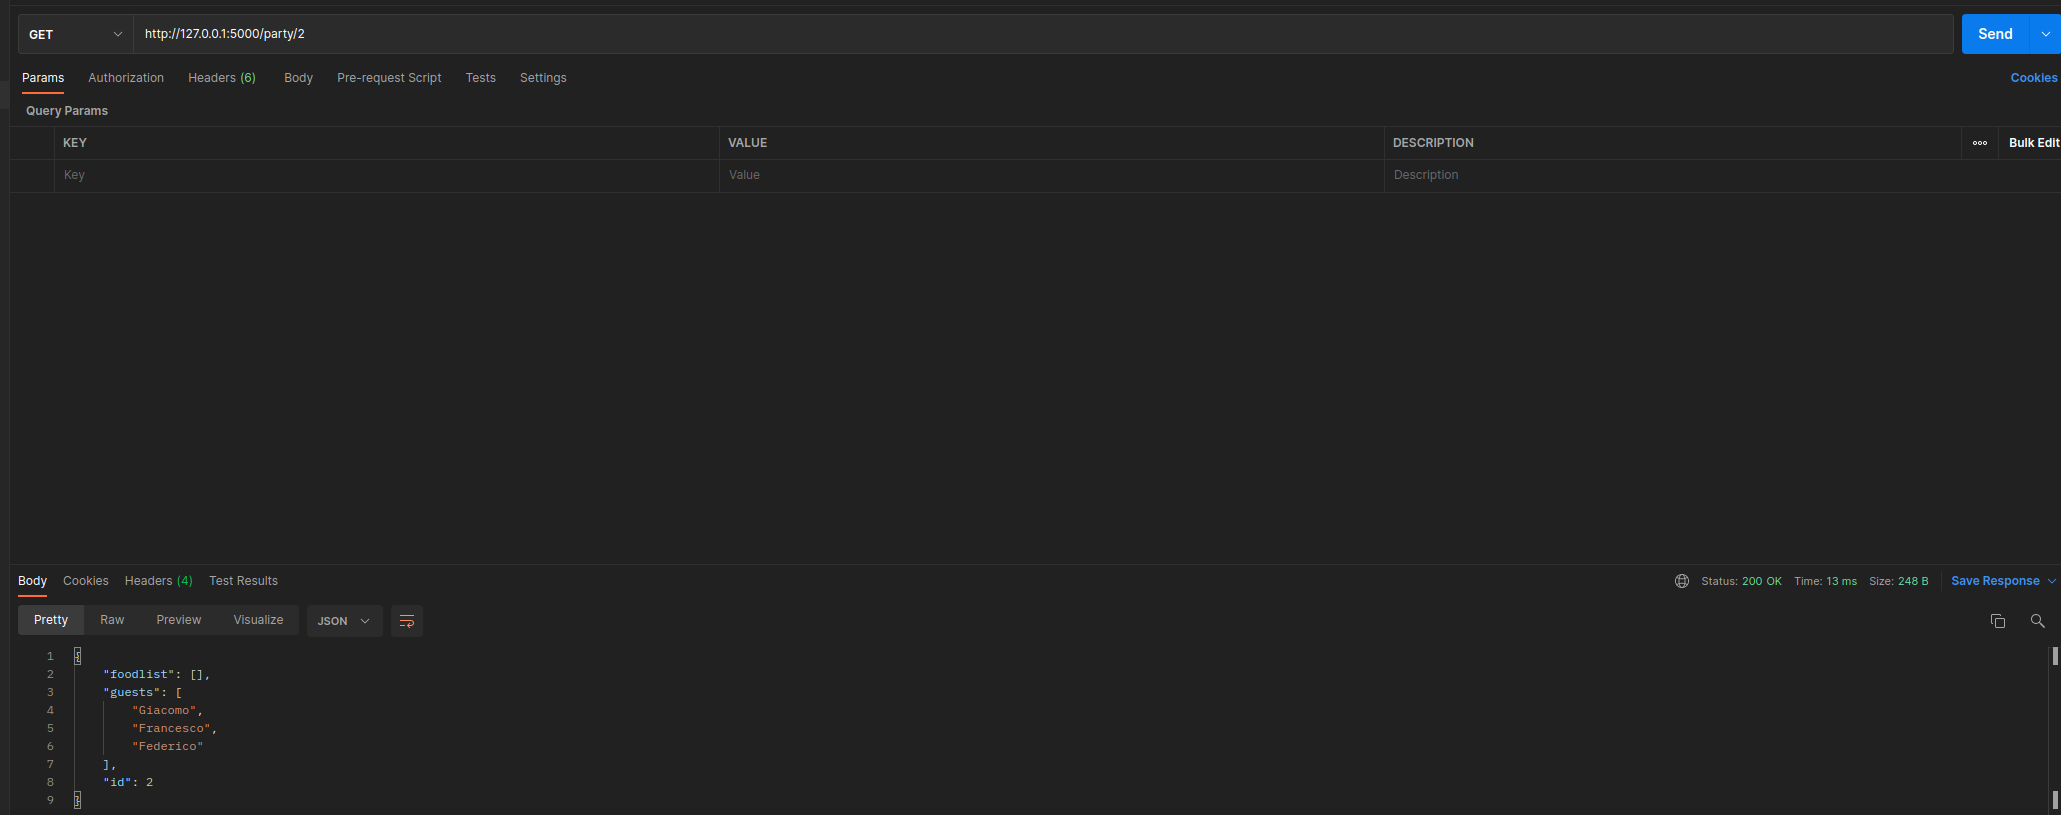 GET http://127.0.0.1:5000/party/2 Send
Params Authorization Headers (6) Body Pre-request Script Tests Settings Cookies
Query Params
KEY VALUE DESCRIPTION ooo Bulk Edit
Key Value Description
Body Cookies Headers (4) Test Results Status: 200 OK Time: 13 ms Size: 248 B Save Response
Pretty Raw Preview Visualize JSON
1 {
2 "foodlist": [],
3 "guests": [
4 "Giacomo",
5 "Francesco",
6 "Federico"
7 ],
8 "id": 2
9 }